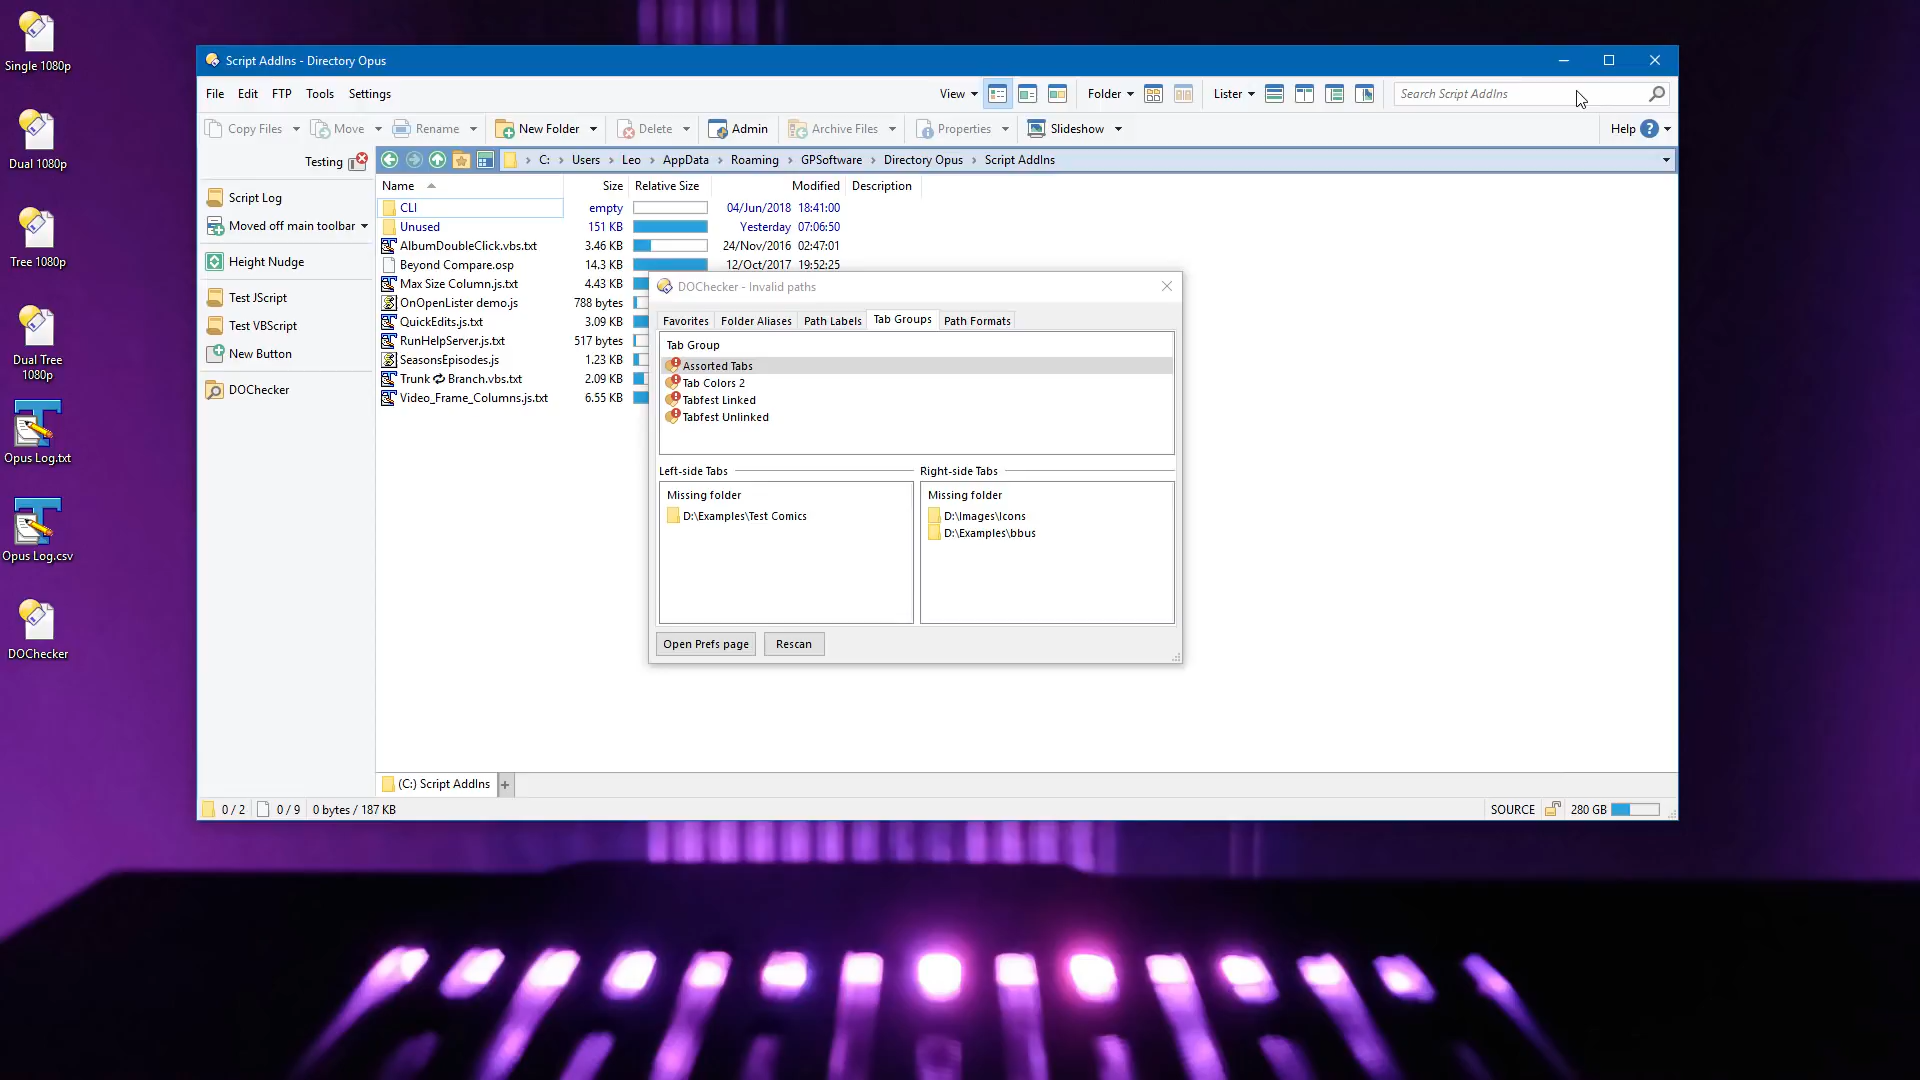 Single 1080p
Dual 1080p
Tree 1080p
Dual Tree
1080p
Opus Log.txt
Opus Log.csv
DOChecker
Script AddIns - Directory Opus
File Edit FTP Tools Settings
View Folder Lister Search Script AddIns
Copy Files Move Rename New Folder Delete Admin Archive Files Properties Slideshow Help
Testing C: Users Leo AppData Roaming GPSoftware Directory Opus Script AddIns
Script Log
Moved off main toolbar
Height Nudge
Test JScript
Test VBScript
New Button
DOChecker
Name Size Relative Size Modified Description
CLI empty 04/Jun/2018 18:41:00
Unused 151 KB Yesterday 07:06:50
AlbumDoubleClick.vbs.txt 3.46 KB 24/Nov/2016 02:47:01
Beyond Compare.osp 14.3 KB 12/Oct/2017 19:52:25
Max Size Column.js.txt 4.43 KB
OnOpenLister demo.js 788 bytes
QuickEdits.js.txt 3.09 KB
RunHelpServer.js.txt 517 bytes
SeasonsEpisodes.js 1.23 KB
Trunk Branch.vbs.txt 2.09 KB
Video_Frame_Columns.js.txt 6.55 KB
DOChecker - Invalid paths
Favorites Folder Aliases Path Labels Tab Groups Path Formats
Tab Group
Assorted Tabs
Tab Colors 2
Tabfest Linked
Tabfest Unlinked
Left-side Tabs
Missing folder
D:\Examples\Test Comics
Right-side Tabs
Missing folder
D:\Images\Icons
D:\Examples\bbus
Open Prefs page Rescan
(C:) Script AddIns +
0 / 2 0 / 9 0 bytes / 187 KB SOURCE 280 GB